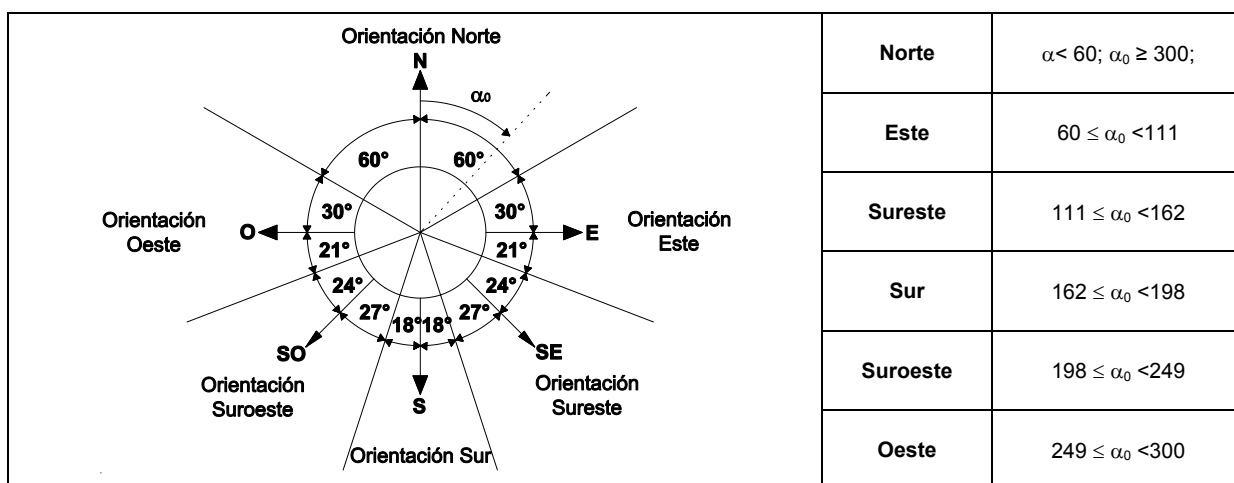 Orientación Norte
N
α₀
60° 60°
30° 30°
Orientación
Oeste
O
E
Orientación
Este
21° 21°
24° 24°
27° 18° 18° 27°
SO
SE
Orientación
Suroeste
S
Orientación
Sureste
Orientación Sur
Norte α< 60; α₀ ≥ 300;
Este 60 ≤ α₀ <111
Sureste 111 ≤ α₀ <162
Sur 162 ≤ α₀ <198
Suroeste 198 ≤ α₀ <249
Oeste 249 ≤ α₀ <300